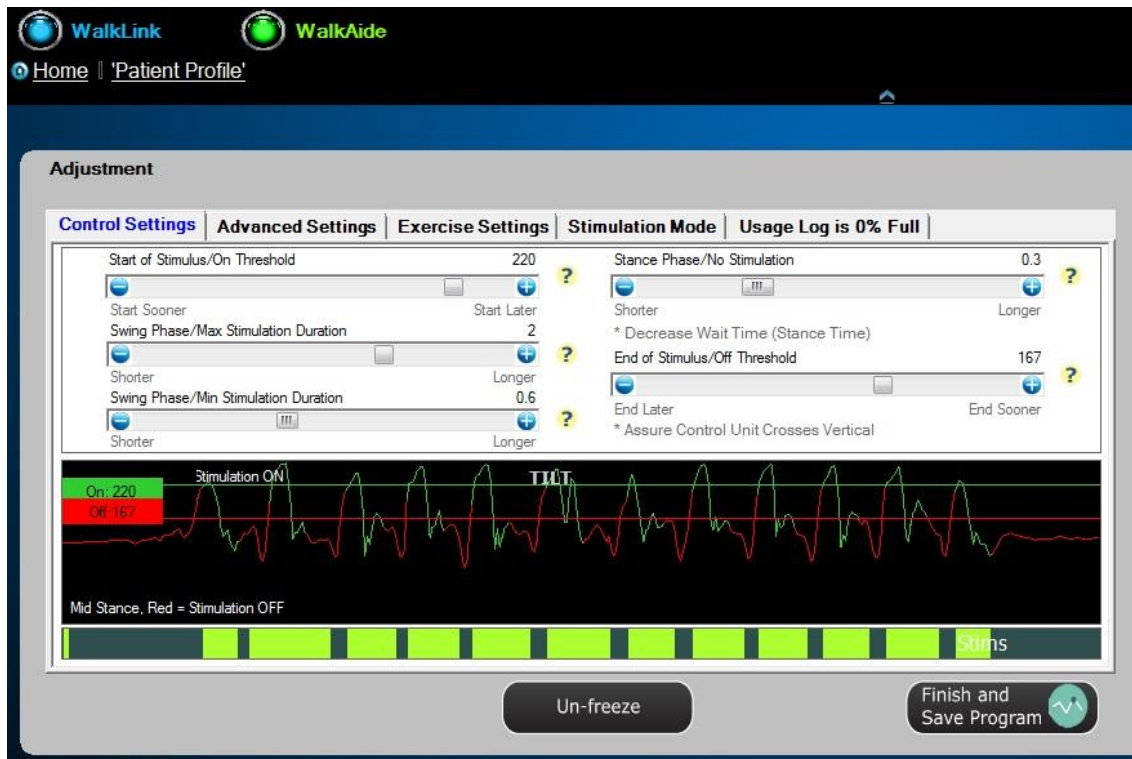 WalkLink WalkAide
Home 'Patient Profile'
Adjustment
Control Settings Advanced Settings Exercise Settings Stimulation Mode Usage Log is 0% Full
Start of Stimulus/On Threshold 220 ?
Start Sooner Start Later
Swing Phase/Max Stimulation Duration 2 ?
Shorter Longer
Swing Phase/Min Stimulation Duration 0.6 ?
Shorter Longer
Stance Phase/No Stimulation 0.3 ?
Shorter Longer
* Decrease Wait Time (Stance Time)
End of Stimulus/Off Threshold 167 ?
End Later End Sooner
* Assure Control Unit Crosses Vertical
Stimulation ON TILT
On: 220
Off: 167
Mid Stance, Red = Stimulation OFF
Stims
Un-freeze
Finish and
Save Program